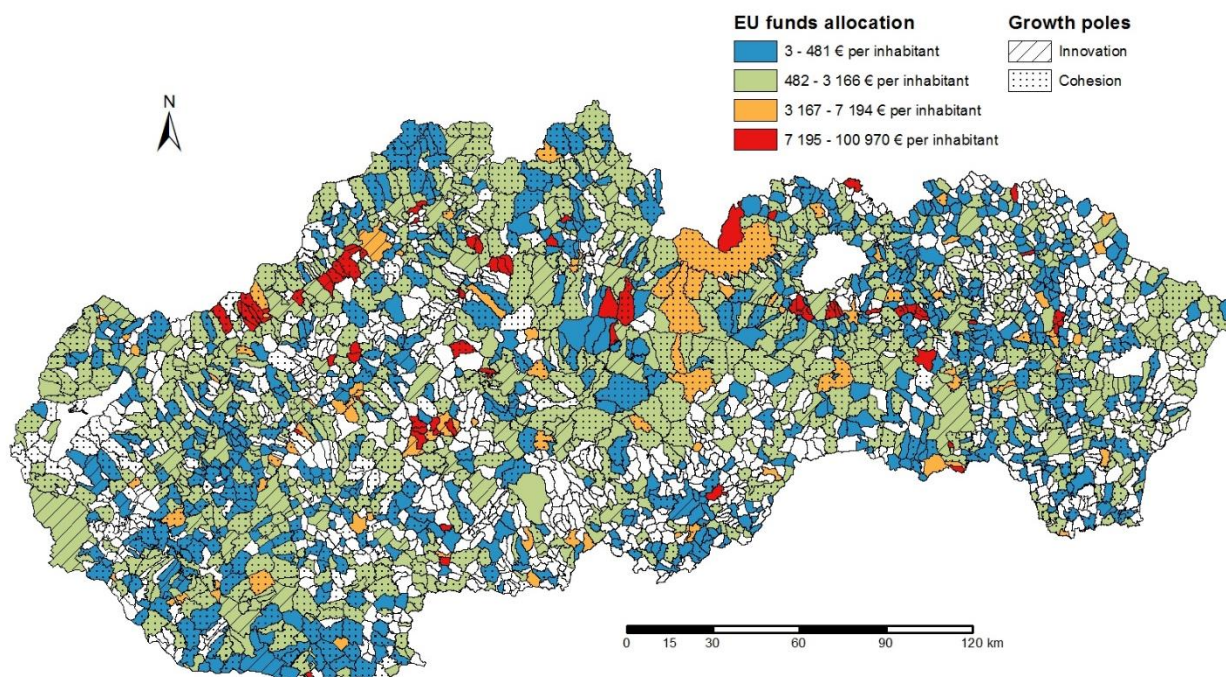 EU funds allocation
3 - 481 € per inhabitant
482 - 3 166 € per inhabitant
3 167 - 7 194 € per inhabitant
7 195 - 100 970 € per inhabitant
Growth poles
Innovation
Cohesion
N
0 15 30 60 90 120 km